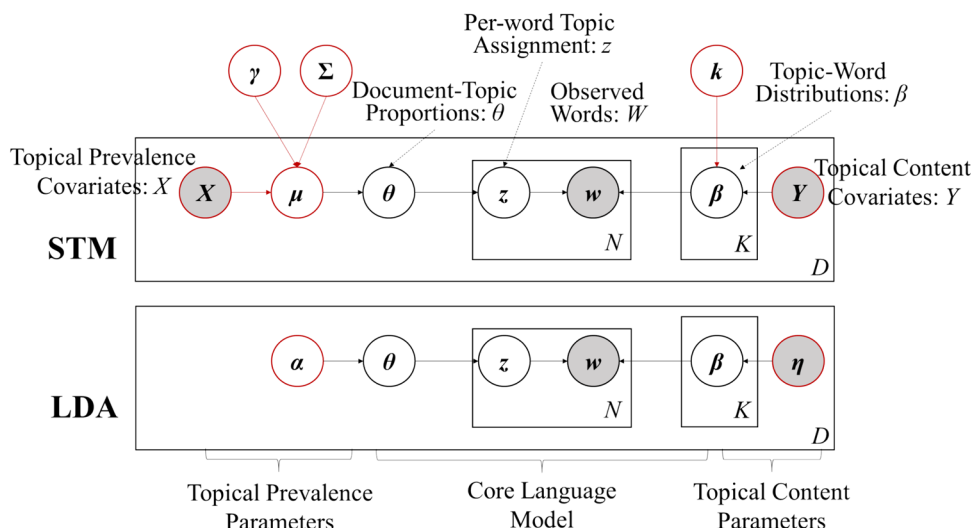 Per-word Topic
Assignment: z
γ
Σ
k
Document-Topic
Proportions: θ
Observed
Words: W
Topic-Word
Distributions: β
Topical Prevalence
Covariates: X
X
μ
θ
z
w
β
Y
Topical Content
Covariates: Y
STM
N
K
D
α
θ
z
w
β
η
LDA
N
K
D
Topical Prevalence
Parameters
Core Language
Model
Topical Content
Parameters